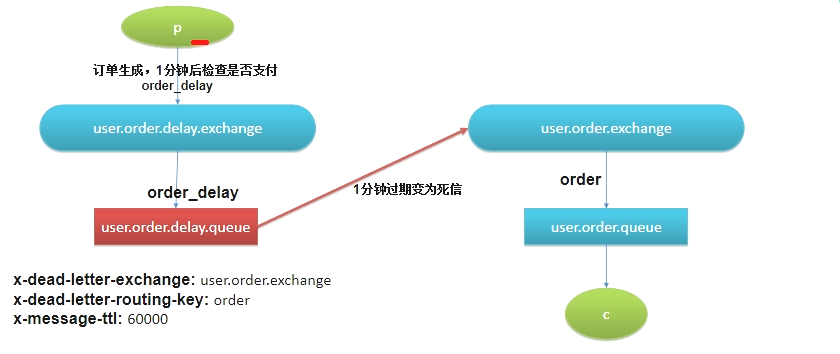 p
订单生成，1分钟后检查是否支付
order_delay
user.order.delay.exchange
order_delay
user.order.delay.queue
x-dead-letter-exchange: user.order.exchange
x-dead-letter-routing-key: order
x-message-ttl: 60000
1分钟过期变为死信
user.order.exchange
order
user.order.queue
c